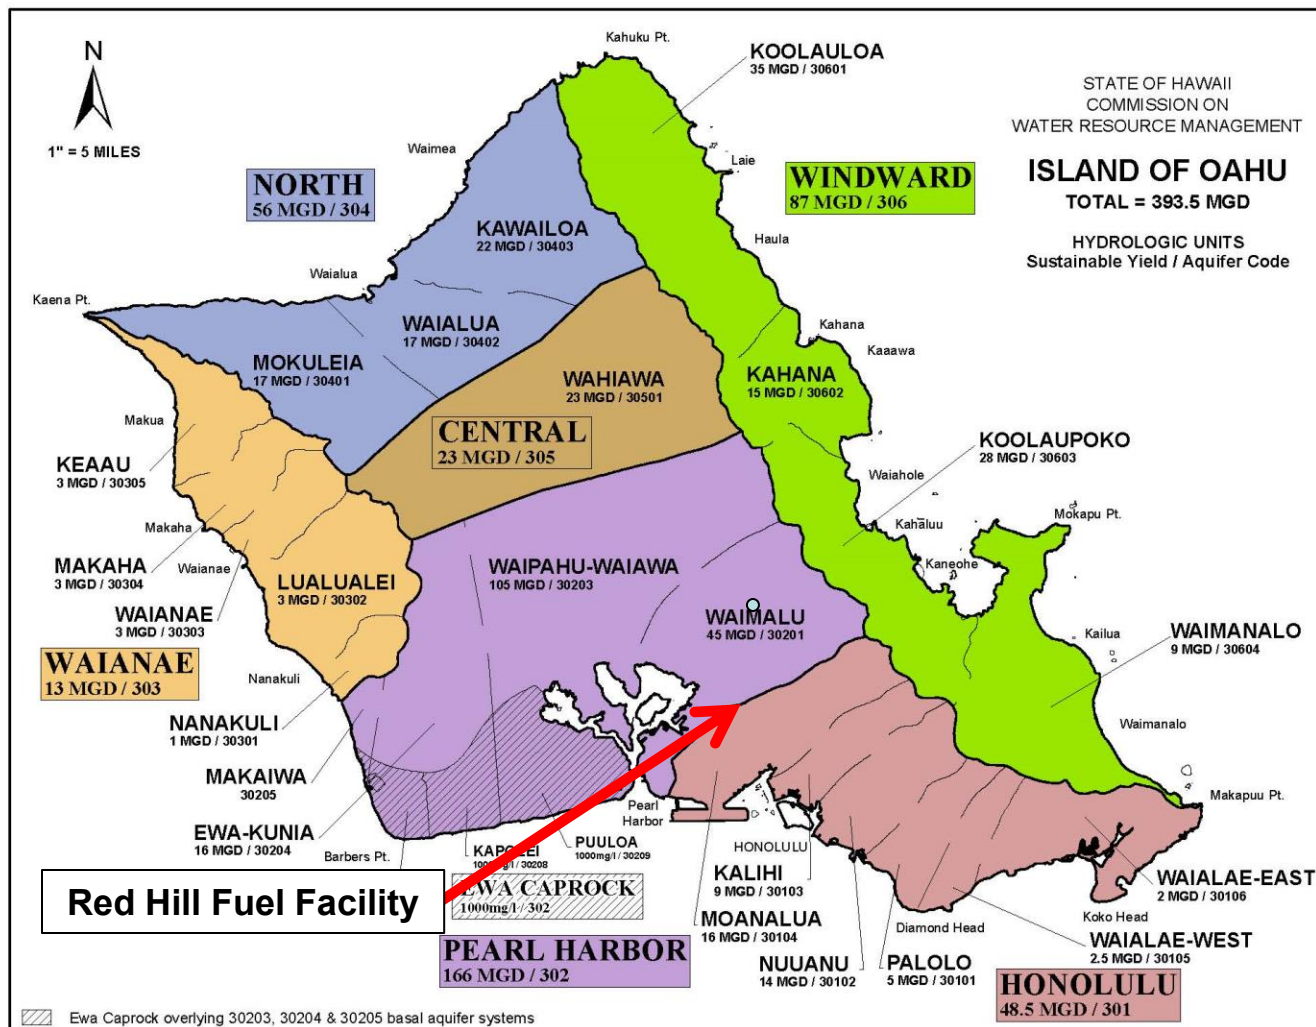 Kahuku Pt.
KOOLAULOA
35 MGD / 30601
N
1" = 5 MILES
STATE OF HAWAII
COMMISSION ON
WATER RESOURCE MANAGEMENT
ISLAND OF OAHU
TOTAL = 393.5 MGD
HYDROLOGIC UNITS
Sustainable Yield / Aquifer Code
Waimea
Laie
NORTH
56 MGD / 304
WINDWARD
87 MGD / 306
KAWAILOA
22 MGD / 30403
Haula
Waialua
Kaena Pt.
WAIALUA
17 MGD / 30402
Kahana
Kaaawa
MOKULEIA
17 MGD / 30401
WAHIAWA
23 MGD / 30501
KAHANA
15 MGD / 30602
Makua
CENTRAL
23 MGD / 305
KOOLAUPOKO
28 MGD / 30603
KEAAU
3 MGD / 30305
Waiahole
Makaha
Kahaluu
Mokapu Pt.
MAKAHA
3 MGD / 30304
Waianae
WAIPAHU-WAIAWA
105 MGD / 30203
Kaneohe
LUALUALEI
3 MGD / 30302
WAIANAE
3 MGD / 30303
WAIMALU
45 MGD / 30201
Kailua
WAIMANALO
9 MGD / 30604
WAIANAE
13 MGD / 303
Nanakuli
NANAKULI
1 MGD / 30301
Waimanalo
MAKAIWA
30205
Makapuu Pt.
EWA-KUNIA
16 MGD / 30204
Pearl
Harbor
Barbers Pt.
KAPOLEI
1000mg/l / 30208
PUULOA
1000mg/l / 30209
HONOLULU
KALIHI
9 MGD / 30103
WAIALAE-EAST
2 MGD / 30106
Red Hill Fuel Facility
EWA CAPROCK
1000mg/l / 302
MOANALUA
16 MGD / 30104
Diamond Head
Koko Head
WAIALAE-WEST
2.5 MGD / 30105
PEARL HARBOR
166 MGD / 302
NUUANU
14 MGD / 30102
PALOLO
5 MGD / 30101
HONOLULU
48.5 MGD / 301
Ewa Caprock overlying 30203, 30204 & 30205 basal aquifer systems